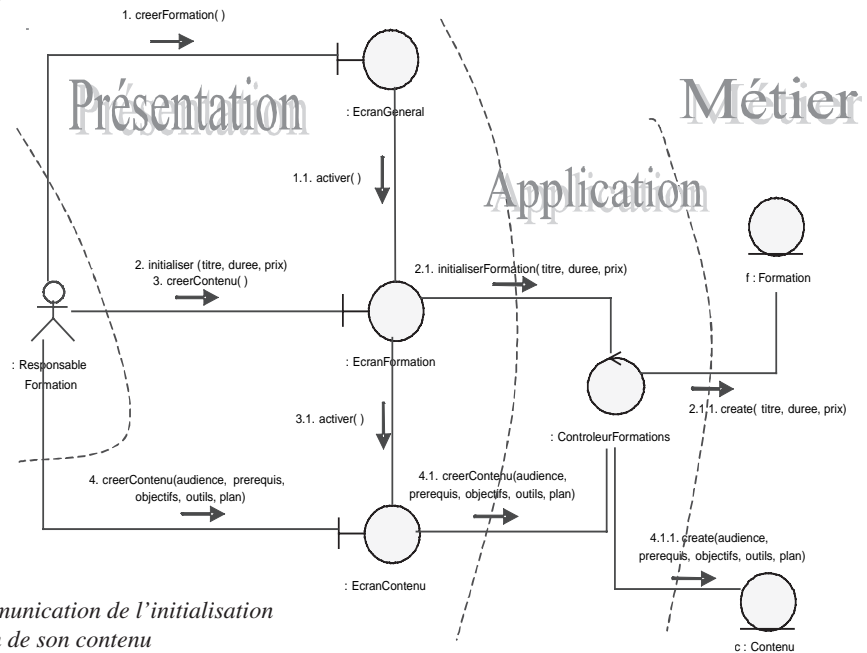 1. creerFormation( )
Présentation
Métier
: EcranGeneral
1.1. activer( )
Application
2. initialiser (titre, duree, prix)
3. creerContenu( )
2.1. initialiserFormation( titre, duree, prix)
f : Formation
: Responsable
Formation
: EcranFormation
2.1.1. create( titre, duree, prix)
3.1. activer( )
: ControleurFormations
4. creerContenu(audience, prerequis,
objectifs, outils, plan)
4.1. creerContenu(audience,
prerequis, objectifs, outils, plan)
4.1.1. create(audience,
prerequis, objectifs, outils, plan)
: EcranContenu
munication de l'initialisation
de son contenu
c : Contenu